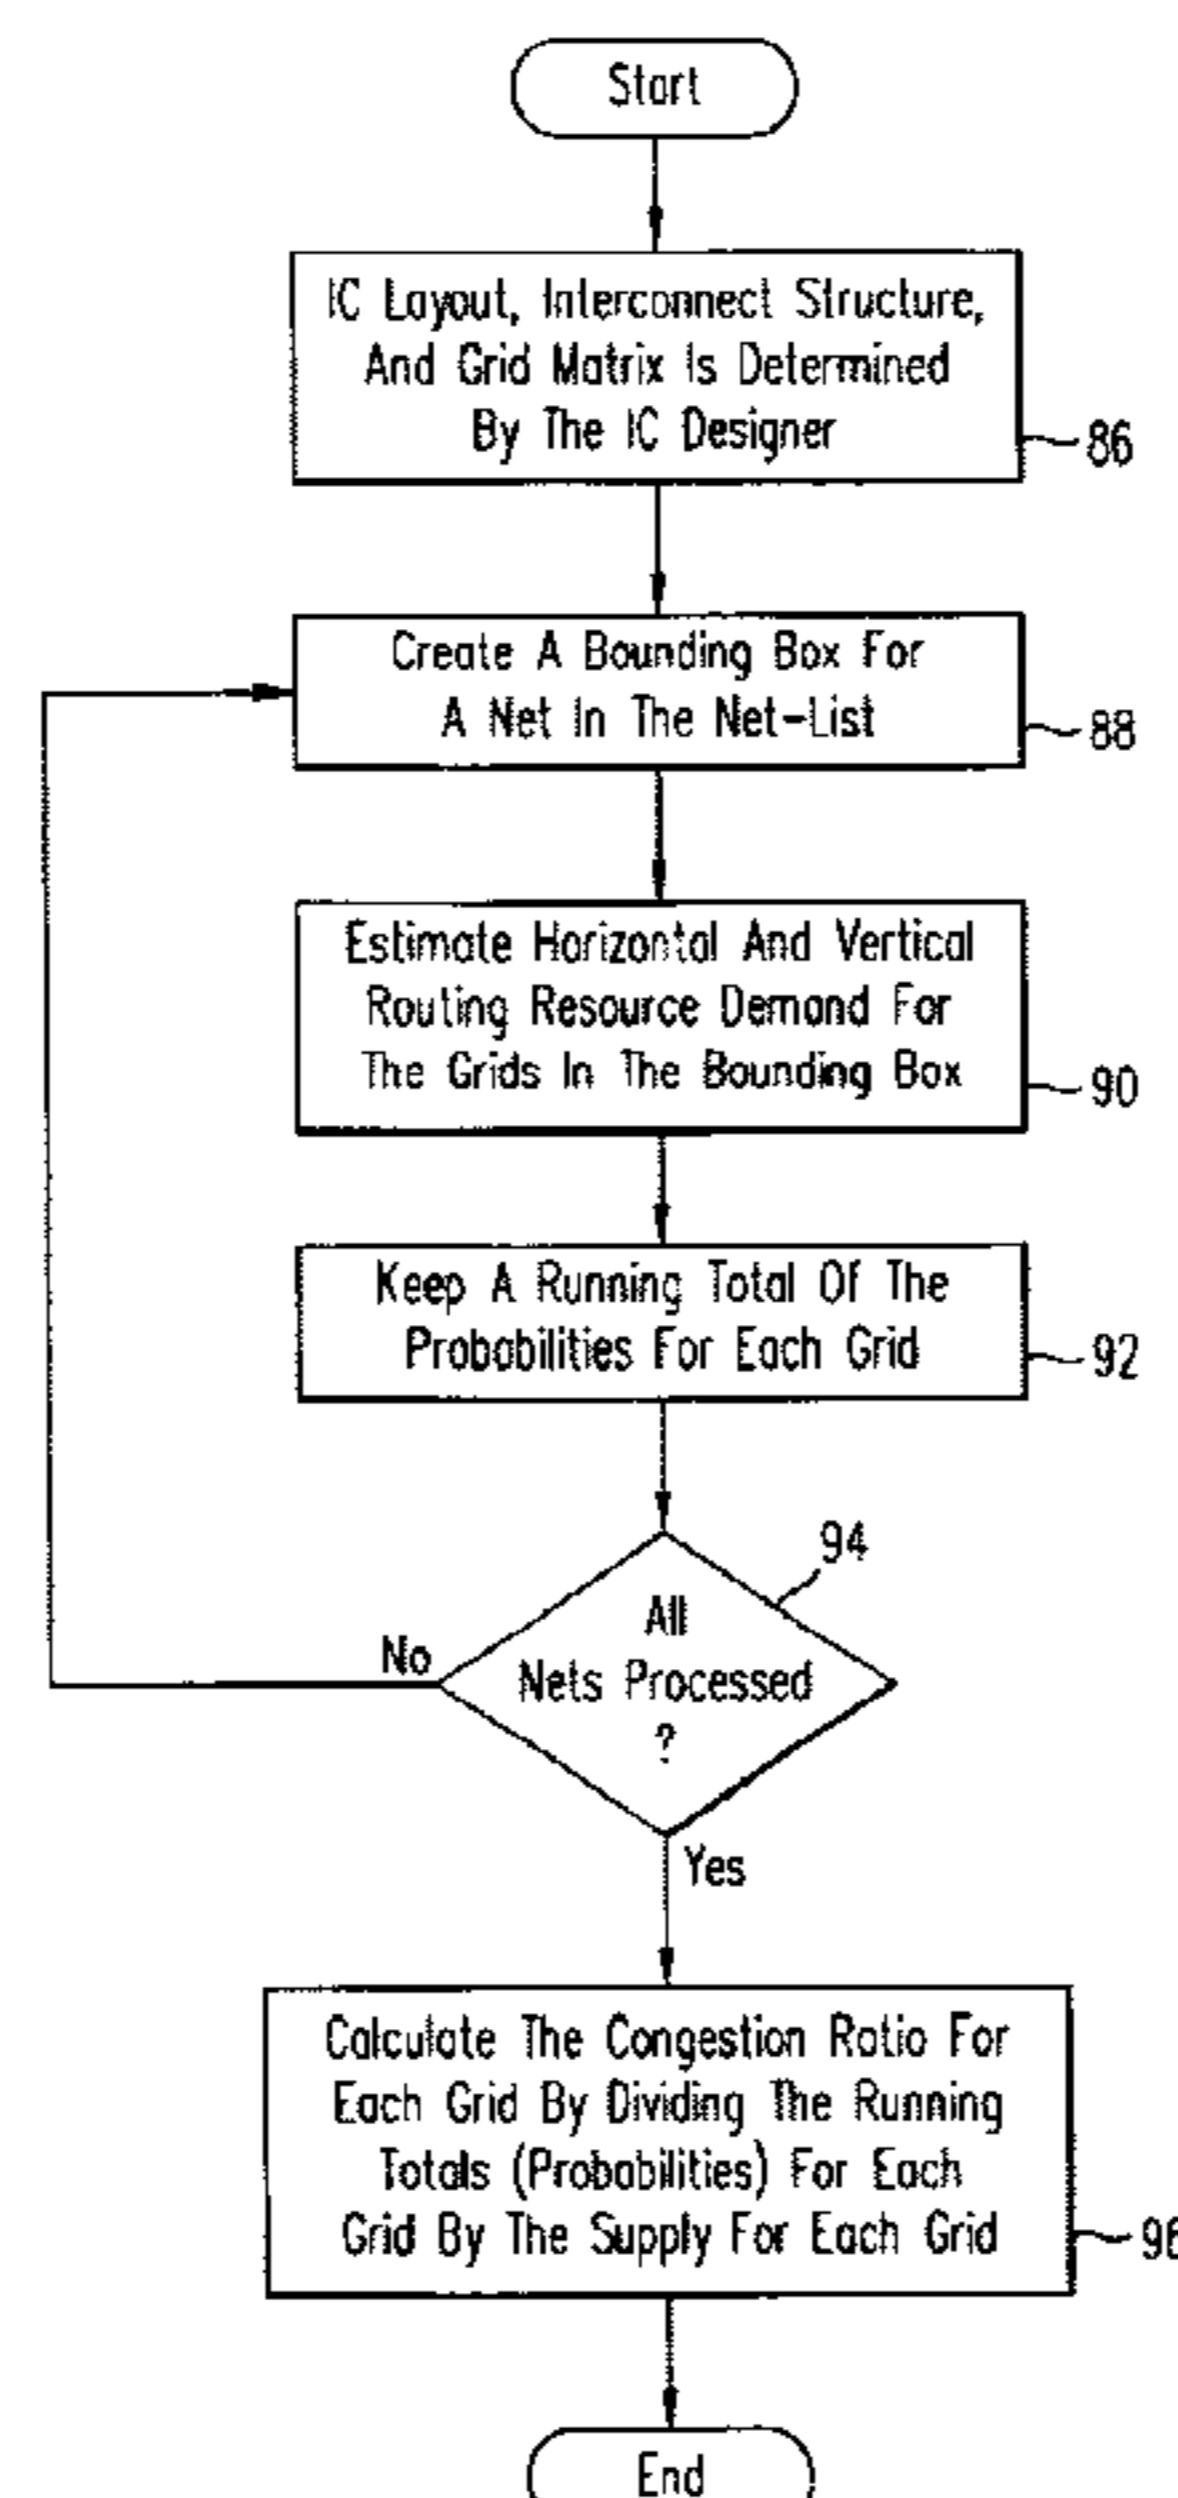 Start
IC Layout, Interconnect Structure,
And Grid Matrix Is Determined
By The IC Designer
86
Create A Bounding Box For
A Net In The Net-List
88
Estimate Horizontal And Vertical
Routing Resource Demand For
The Grids In The Bounding Box
90
Keep A Running Total Of The
Probabilities For Each Grid
92
94
All
Nets Processed
?
No
Yes
Calculate The Congestion Ratio For
Each Grid By Dividing The Running
Totals (Probabilities) For Each
Grid By The Supply For Each Grid
96
End